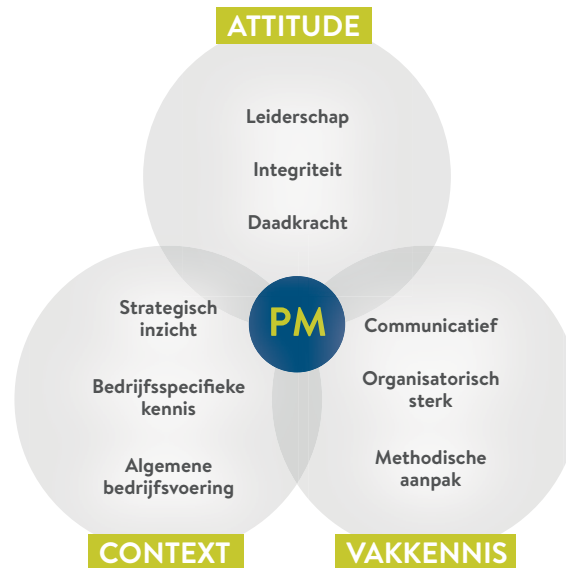 ATTITUDE
Leiderschap
Integriteit
Daadkracht
PM
Strategisch
inzicht
Bedrijfsspecifieke
kennis
Algemene
bedrijfsvoering
CONTEXT
Communicatief
Organisatorisch
sterk
Methodische
aanpak
VAKKENNIS